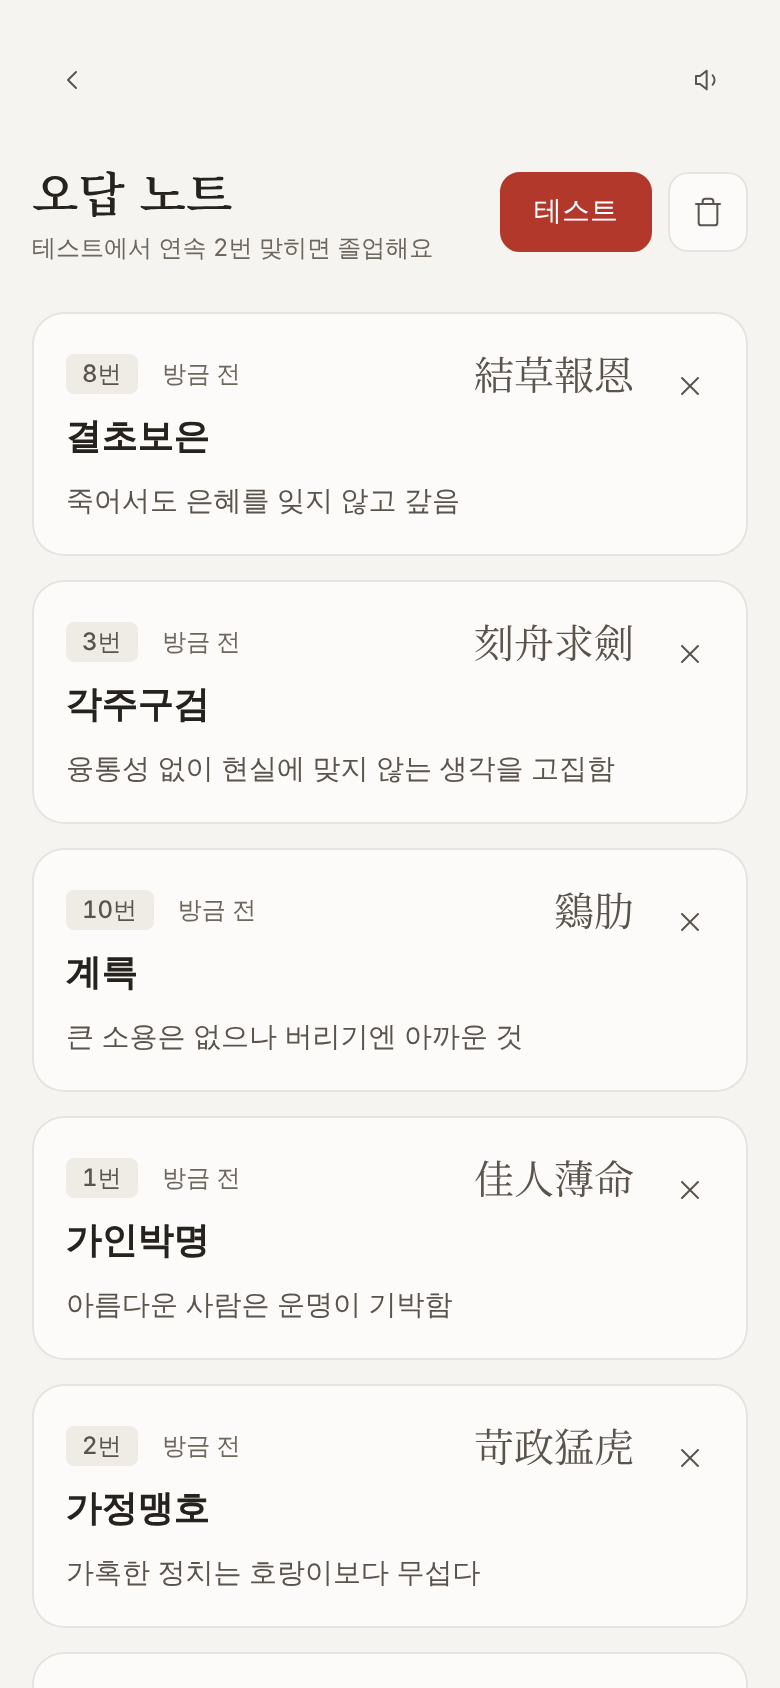 오답 노트
테스트에서 연속 2번 맞히면 졸업해요
테스트
8번 방금 전 結草報恩
결초보은
죽어서도 은혜를 잊지 않고 갚음
3번 방금 전 刻舟求劍
각주구검
융통성 없이 현실에 맞지 않는 생각을 고집함
10번 방금 전 鷄肋
계륵
큰 소용은 없으나 버리기엔 아까운 것
1번 방금 전 佳人薄命
가인박명
아름다운 사람은 운명이 기박함
2번 방금 전 苛政猛虎
가정맹호
가혹한 정치는 호랑이보다 무섭다